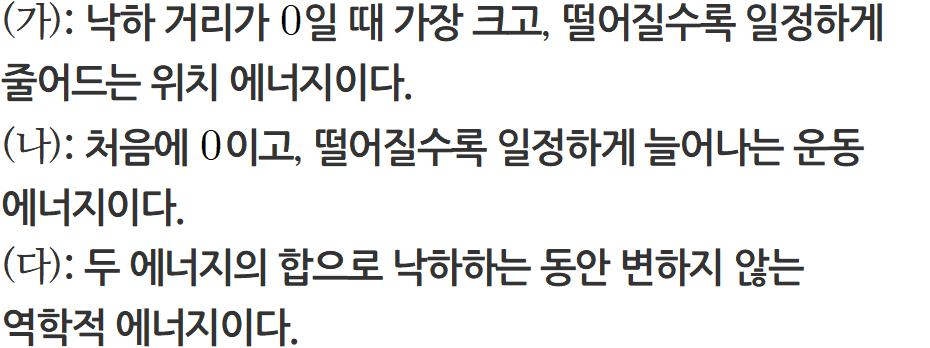 (가): 낙하 거리가 0일 때 가장 크고, 떨어질수록 일정하게
줄어드는 위치 에너지이다.
(나): 처음에 0이고, 떨어질수록 일정하게 늘어나는 운동
에너지이다.
(다): 두 에너지의 합으로 낙하하는 동안 변하지 않는
역학적 에너지이다.